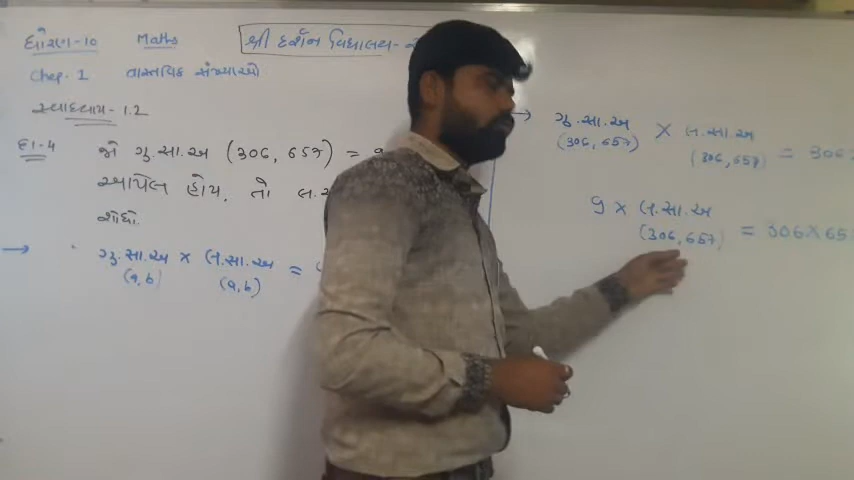 ધોરણ-10 Maths શ્રી દર્શન વિદ્યાલય-
Chep. 1 વાસ્તવિક સંખ્યાઓ
સ્વાધ્યાય-1.2
દા-4 જો ગુ.સા.અ (306, 657) = 9
આપેલ હોય, તો લ.
શોધો.
→ ગુ.સા.અ × લ.સા.અ =
(a,b) (a,b)
→ ગુ.સા.અ × લ.સા.અ
(306,657) (306,657) = 306
9 × લ.સા.અ
(306,657) = 306×65